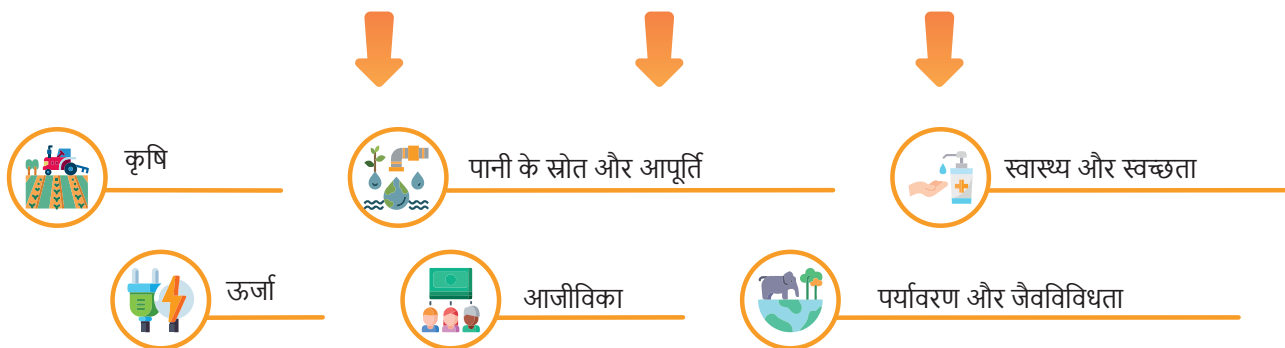 कृषि
पानी के स्रोत और आपूर्ति
स्वास्थ्य और स्वच्छता
ऊर्जा
आजीविका
पर्यावरण और जैवविविधता